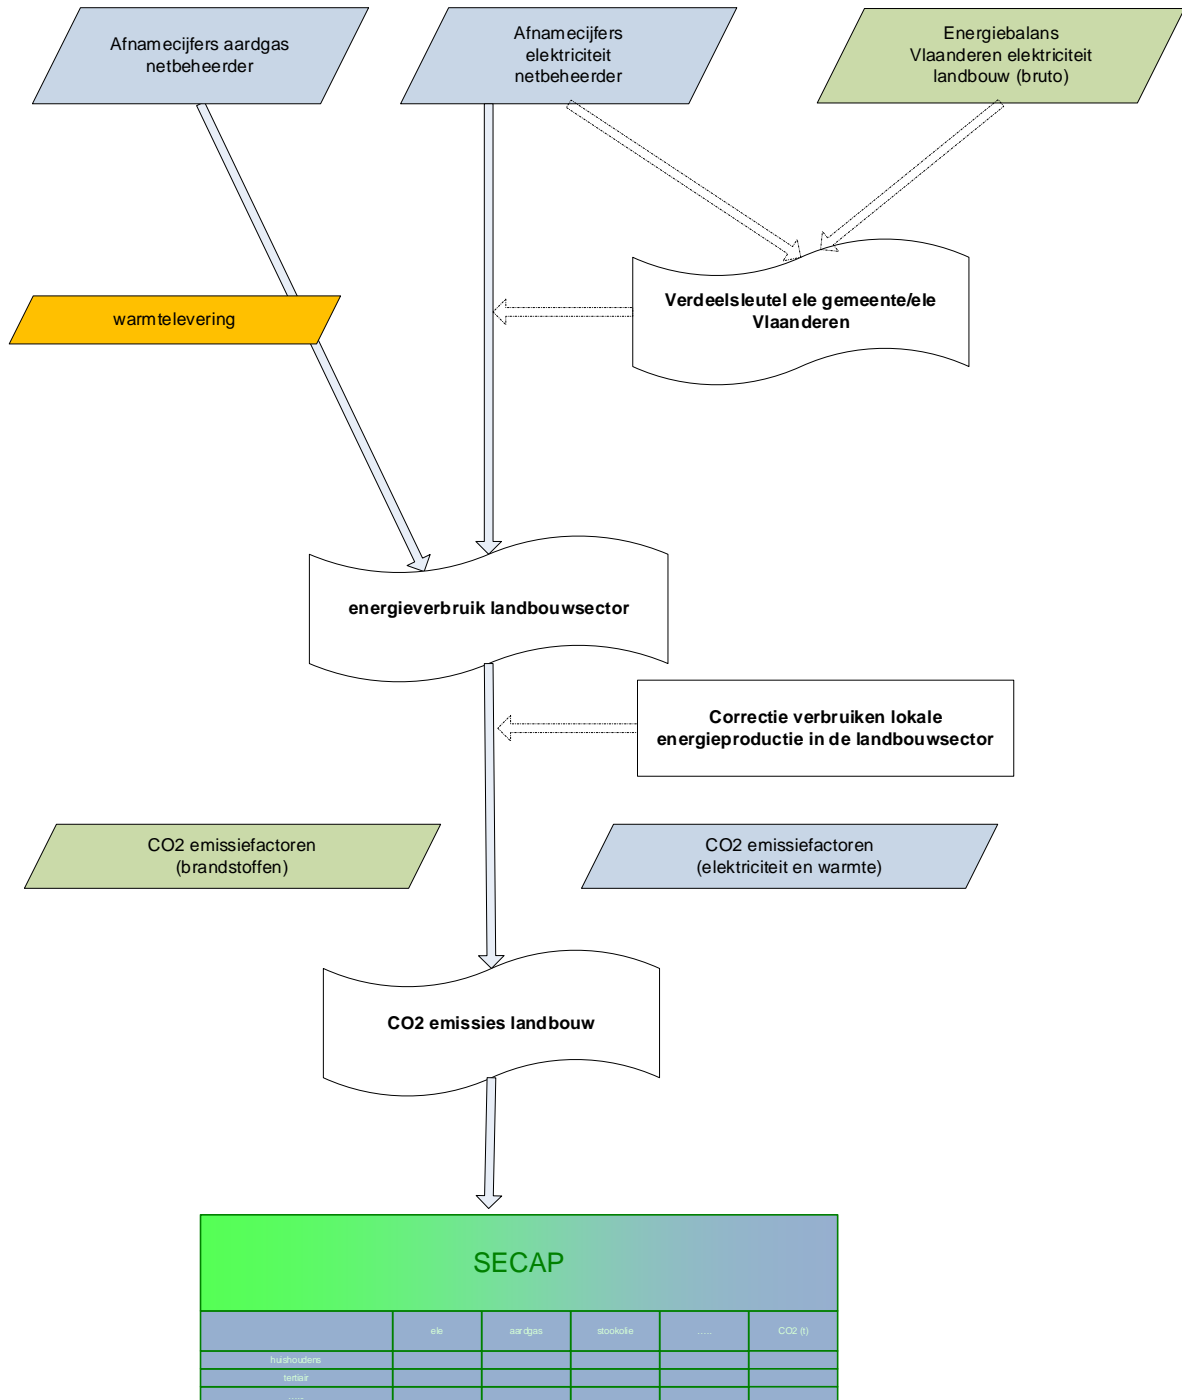 Afnamecijfers aardgas
netbeheerder
Afnamecijfers
elektriciteit
netbeheerder
Energiebalans
Vlaanderen elektriciteit
landbouw (bruto)
Verdeelsleutel ele gemeente/ele
Vlaanderen
warmtelevering
energieverbruik landbouwsector
Correctie verbruiken lokale
energieproductie in de landbouwsector
CO2 emissiefactoren
(brandstoffen)
CO2 emissiefactoren
(elektriciteit en warmte)
CO2 emissies landbouw
SECAP
ele aardgas stookolie ..... CO2 (t)
huishoudens
tertiair